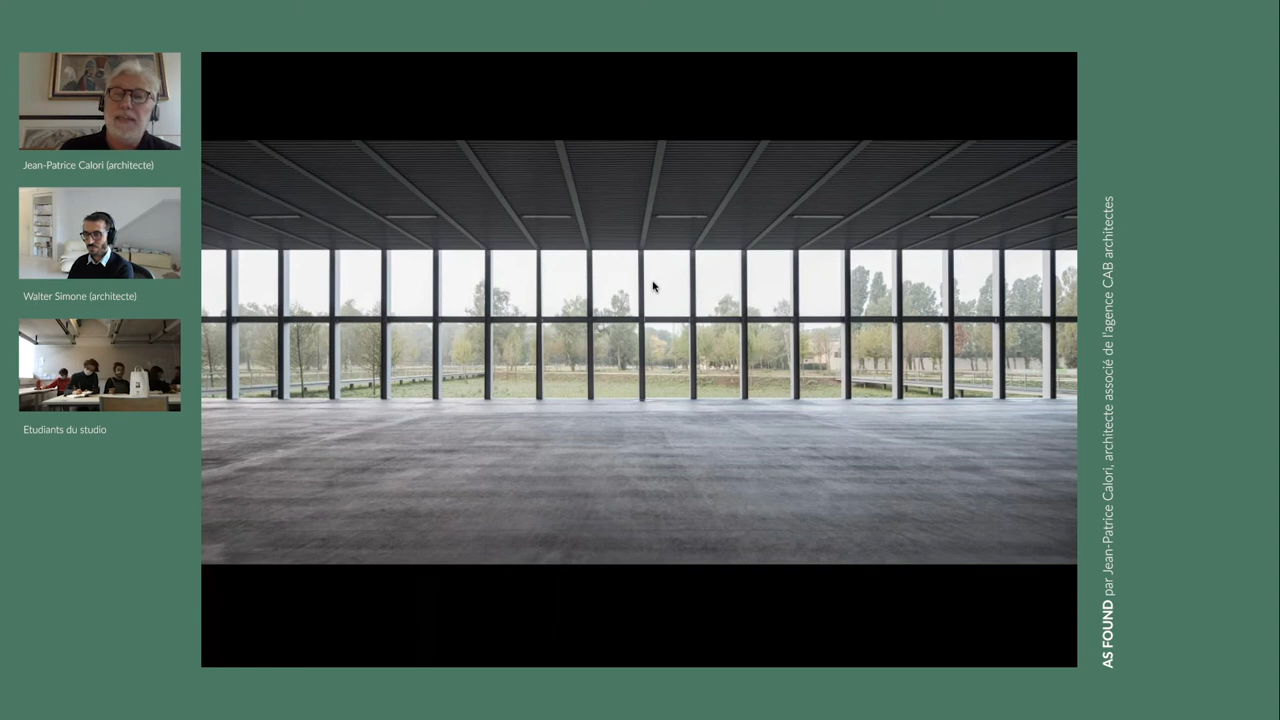 Jean-Patrice Calori (architecte)
Walter Simone (architecte)
Etudiants du studio
AS FOUND par Jean-Patrice Calori, architecte associé de l'agence CAB architectes